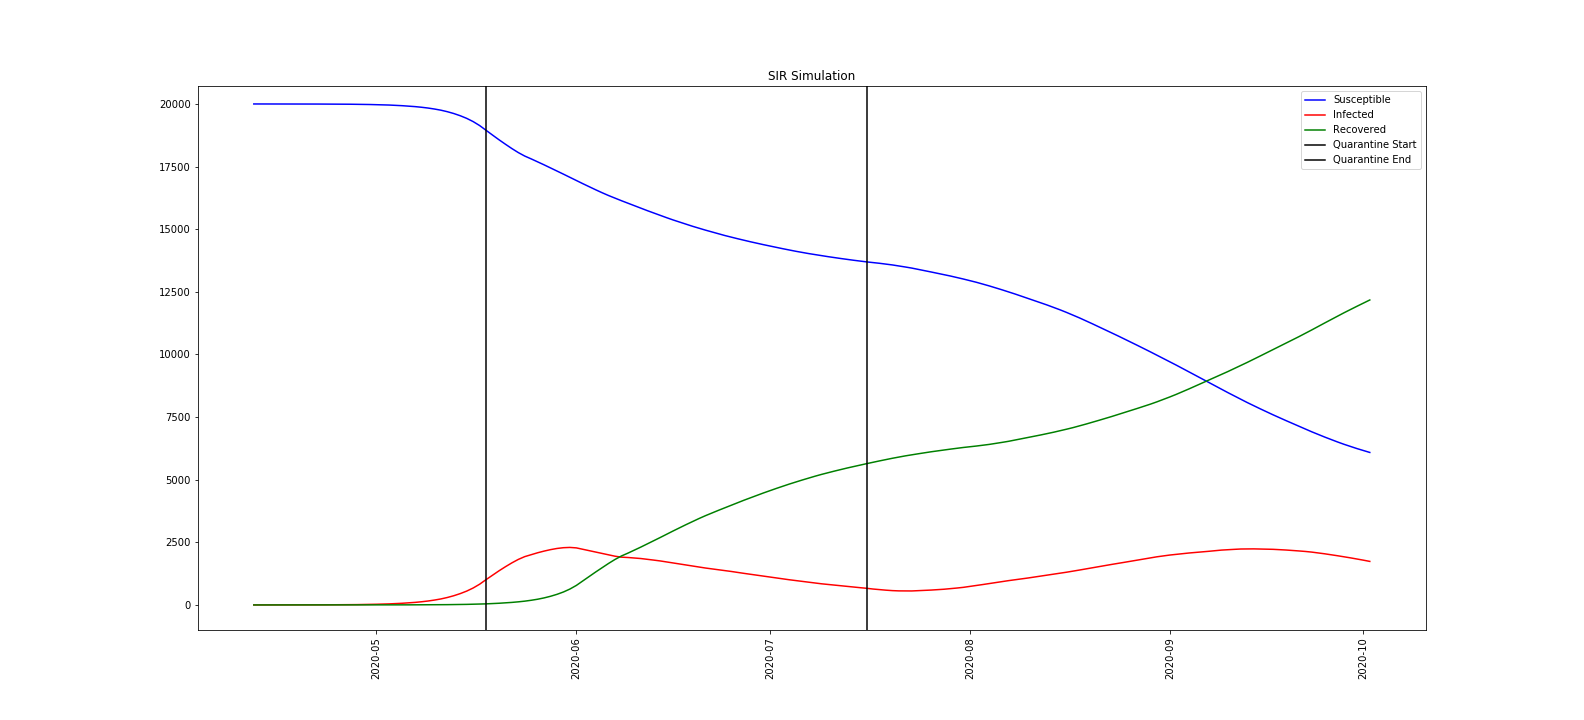 SIR Simulation
20000
17500
15000
12500
10000
7500
5000
2500
0
2020-05
2020-06
2020-07
2020-08
2020-09
2020-10
Susceptible
Infected
Recovered
Quarantine Start
Quarantine End